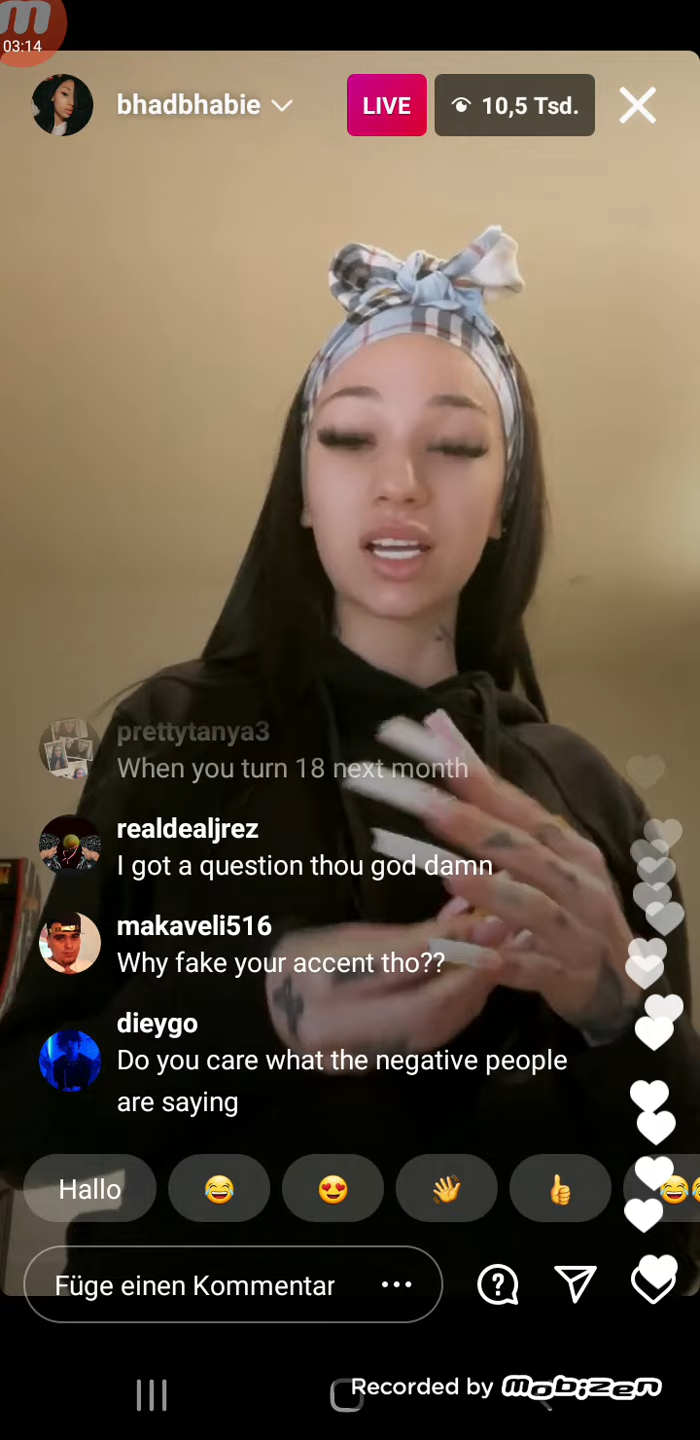 03:14
bhadbhabie
LIVE
10,5 Tsd.
prettytanya3
When you turn 18 next month
realdealjrez
I got a question thou god damn
makaveli516
Why fake your accent tho??
dieygo
Do you care what the negative people
are saying
Hallo
Füge einen Kommentar
Recorded by mobizen